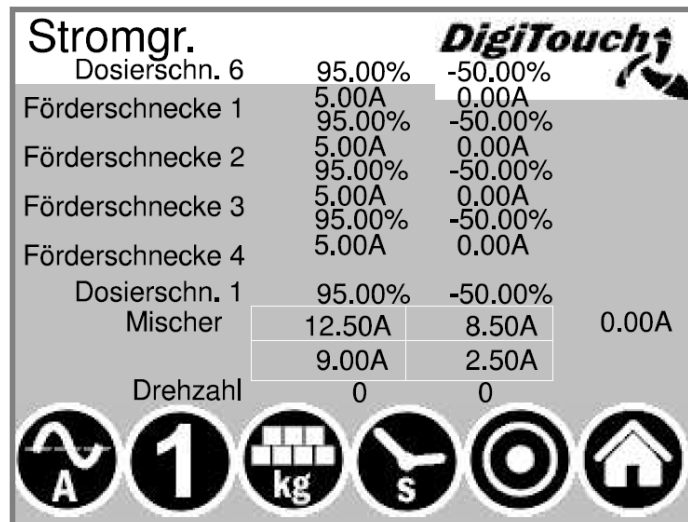 Stromgr.
DigiTouch
Dosierschn. 6 95.00% -50.00%
5.00A 0.00A
Förderschnecke 1
95.00% -50.00%
5.00A 0.00A
Förderschnecke 2
95.00% -50.00%
5.00A 0.00A
Förderschnecke 3
95.00% -50.00%
5.00A 0.00A
Förderschnecke 4
Dosierschn. 1 95.00% -50.00%
Mischer 12.50A 8.50A 0.00A
9.00A 2.50A
Drehzahl 0 0
A 1 kg s